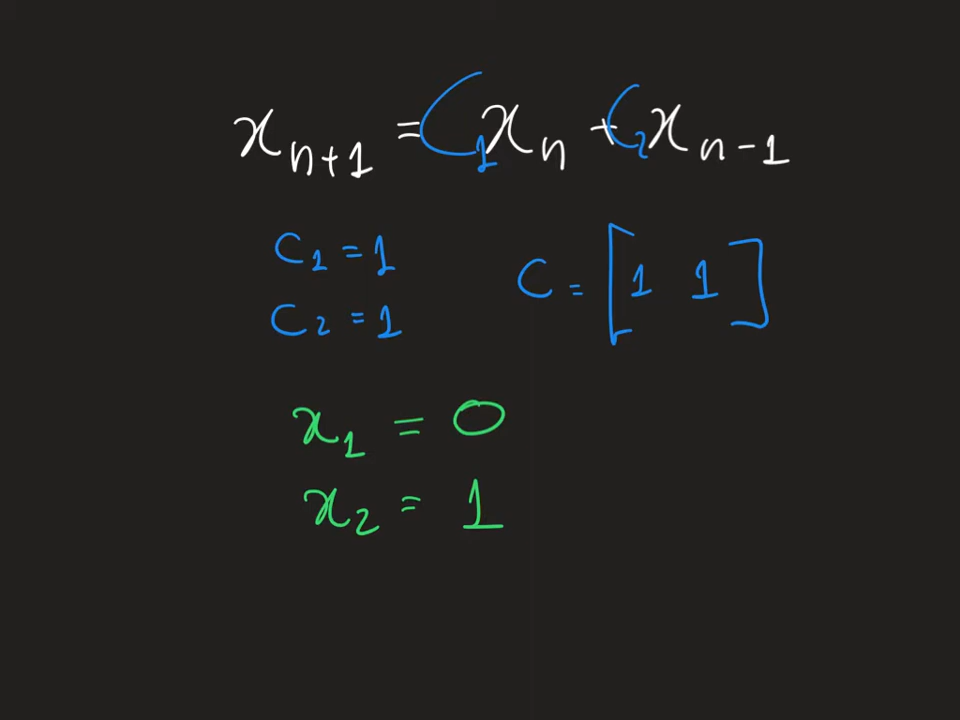 x_{n+1} = C_1 x_n + C_2 x_{n-1}
C_1 = 1
C_2 = 1
C = [1 1]
x_1 = 0
x_2 = 1